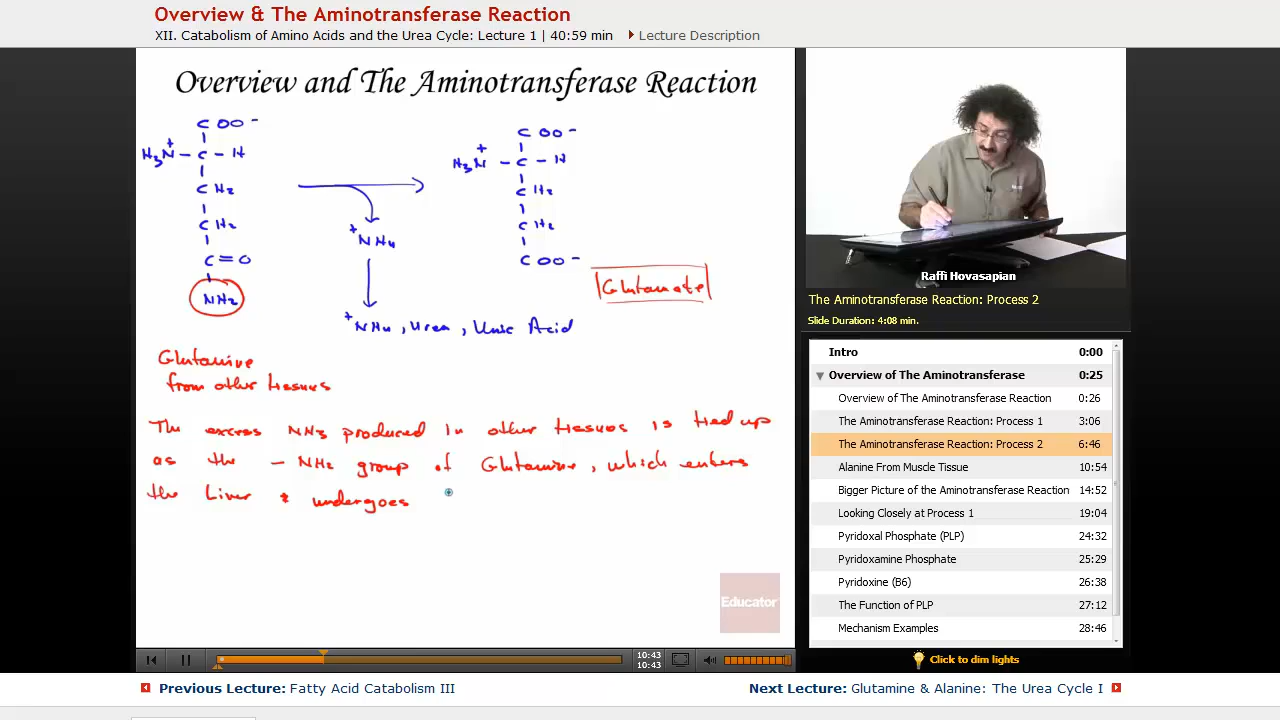 Overview & The Aminotransferase Reaction
XII. Catabolism of Amino Acids and the Urea Cycle: Lecture 1 | 40:59 min Lecture Description
Overview and The Aminotransferase Reaction
COO-
H3N+ - C - H
CH2
CH2
C=O
NH2
+NH4
+NH4, Urea, Uric Acid
COO-
H3N+ - C - H
CH2
CH2
COO-
Glutamate
Glutamine
from other tissues
The excess NH3 produced in other tissues is tied up
as the -NH2 group of Glutamine, which enters
the Liver & undergoes
Educator
Raffi Hovasapian
The Aminotransferase Reaction: Process 2
Slide Duration: 4:08 min.
Intro 0:00
Overview of The Aminotransferase 0:25
Overview of The Aminotransferase Reaction 0:26
The Aminotransferase Reaction: Process 1 3:06
The Aminotransferase Reaction: Process 2 6:46
Alanine From Muscle Tissue 10:54
Bigger Picture of the Aminotransferase Reaction 14:52
Looking Closely at Process 1 19:04
Pyridoxal Phosphate (PLP) 24:32
Pyridoxamine Phosphate 25:29
Pyridoxine (B6) 26:38
The Function of PLP 27:12
Mechanism Examples 28:46
10:43
10:43
Click to dim lights
Previous Lecture: Fatty Acid Catabolism III
Next Lecture: Glutamine & Alanine: The Urea Cycle I